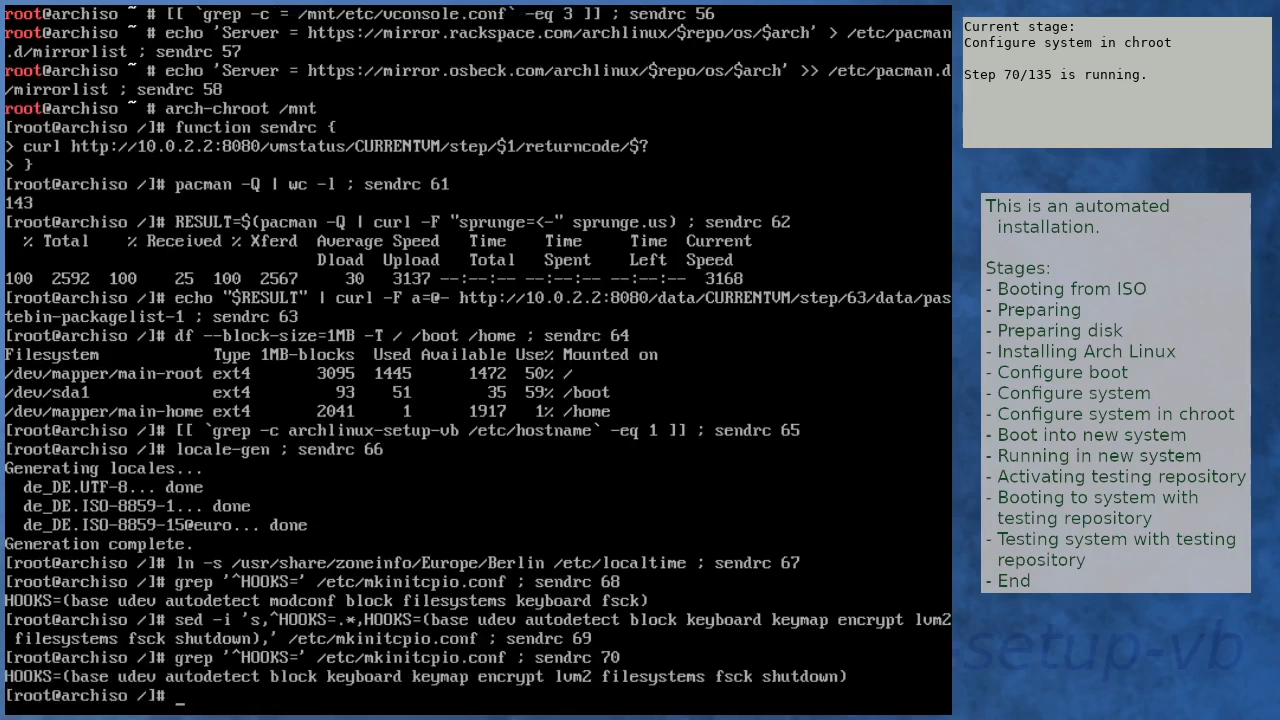 root@archiso ~ # [[ `grep -c = /mnt/etc/vconsole.conf` -eq 3 ]] ; sendrc 56
root@archiso ~ # echo 'Server = https://mirror.rackspace.com/archlinux/$repo/os/$arch' > /etc/pacman
.d/mirrorlist ; sendrc 57
root@archiso ~ # echo 'Server = https://mirror.osbeck.com/archlinux/$repo/os/$arch' >> /etc/pacman.d
/mirrorlist ; sendrc 58
root@archiso ~ # arch-chroot /mnt
[root@archiso /]# function sendrc {
> curl http://10.0.2.2:8080/vmstatus/CURRENTVM/step/$1/returncode/$?
> }
[root@archiso /]# pacman -Q | wc -l ; sendrc 61
143
[root@archiso /]# RESULT=$(pacman -Q | curl -F "sprunge=<-" sprunge.us) ; sendrc 62
  % Total    % Received % Xferd  Average Speed   Time    Time     Time  Current
                                 Dload  Upload   Total   Spent    Left  Speed
100  2592  100    25  100  2567     30   3137 --:--:-- --:--:-- --:--:--  3168
[root@archiso /]# echo "$RESULT" | curl -F a=@- http://10.0.2.2:8080/data/CURRENTVM/step/63/data/pas
tebin-packagelist-1 ; sendrc 63
[root@archiso /]# df --block-size=1MB -T / /boot /home ; sendrc 64
Filesystem            Type 1MB-blocks  Used Available Use% Mounted on
/dev/mapper/main-root ext4       3095  1445      1472  50% /
/dev/sda1             ext4         93    51        35  59% /boot
/dev/mapper/main-home ext4       2041     1      1917   1% /home
[root@archiso /]# [[ `grep -c archlinux-setup-vb /etc/hostname` -eq 1 ]] ; sendrc 65
[root@archiso /]# locale-gen ; sendrc 66
Generating locales...
  de_DE.UTF-8... done
  de_DE.ISO-8859-1... done
  de_DE.ISO-8859-15@euro... done
Generation complete.
[root@archiso /]# ln -s /usr/share/zoneinfo/Europe/Berlin /etc/localtime ; sendrc 67
[root@archiso /]# grep '^HOOKS=' /etc/mkinitcpio.conf ; sendrc 68
HOOKS=(base udev autodetect modconf block filesystems keyboard fsck)
[root@archiso /]# sed -i 's,^HOOKS=.*,HOOKS=(base udev autodetect block keyboard keymap encrypt lvm2
 filesystems fsck shutdown),' /etc/mkinitcpio.conf ; sendrc 69
[root@archiso /]# grep '^HOOKS=' /etc/mkinitcpio.conf ; sendrc 70
HOOKS=(base udev autodetect block keyboard keymap encrypt lvm2 filesystems fsck shutdown)
[root@archiso /]# _
Current stage:
Configure system in chroot
Step 70/135 is running.
This is an automated
installation.
Stages:
- Booting from ISO
- Preparing
- Preparing disk
- Installing Arch Linux
- Configure boot
- Configure system
- Configure system in chroot
- Boot into new system
- Running in new system
- Activating testing repository
- Booting to system with
testing repository
- Testing system with testing
repository
- End
-setup-vb